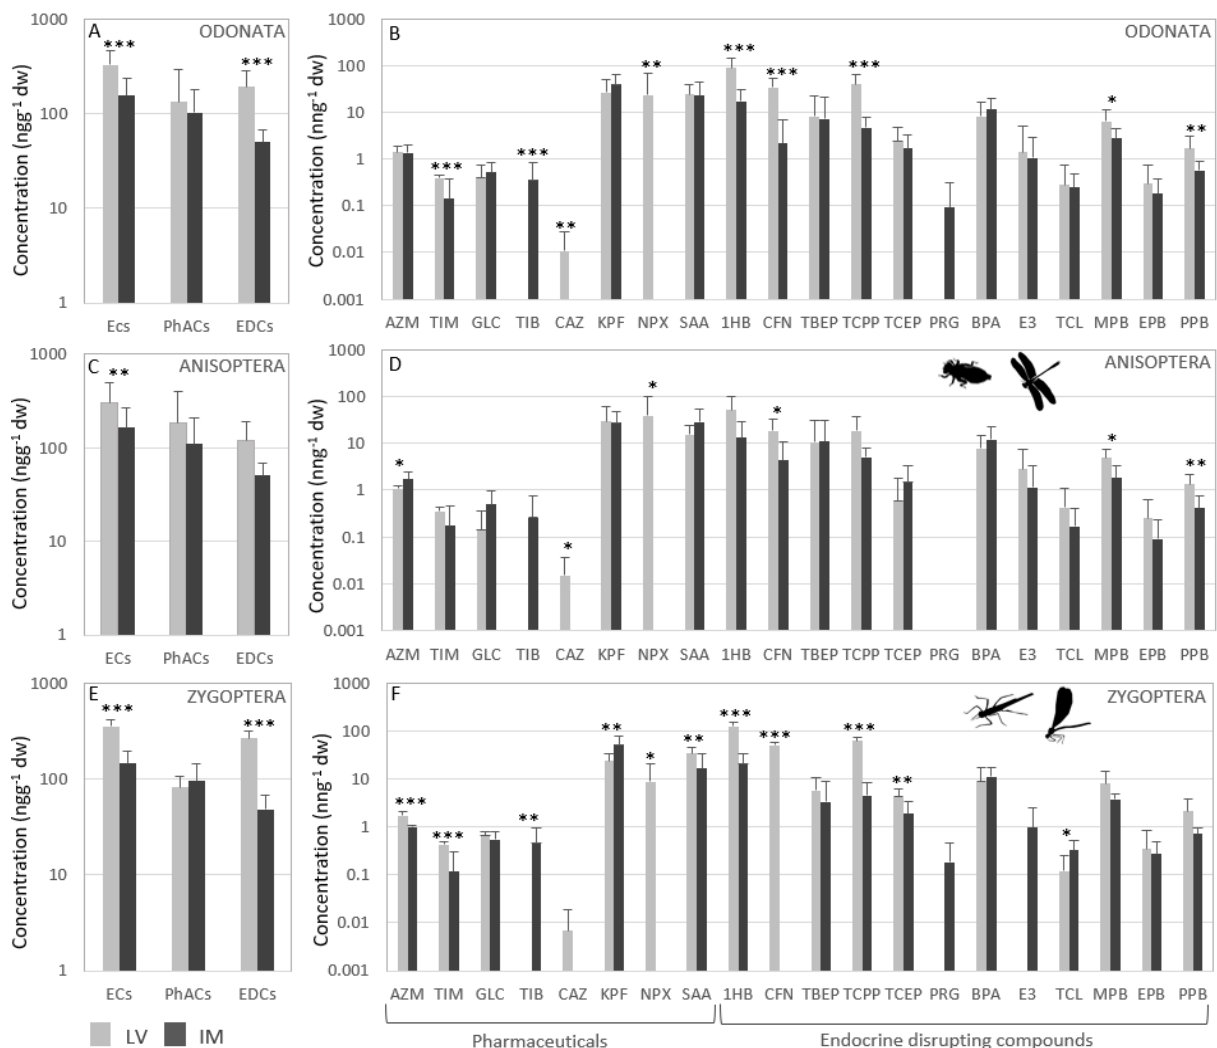 A
ODONATA
Concentration (ngg⁻¹ dw)
1000
100
10
1
***
***
Ecs PhACs EDCs
B
ODONATA
Concentration (nng⁻¹ dw)
1000
100
10
1
0.1
0.01
0.001
*** *** **
** *** *** *** * **
AZM TIM GLC TIB CAZ KPF NPX SAA 1HB CFN TBEP TCPP TCEP PRG BPA E3 TCL MPB EPB PPB
C
ANISOPTERA
Concentration (ngg⁻¹ dw)
1000
100
10
1
**
ECs PhACs EDCs
D
ANISOPTERA
Concentration (nng⁻¹ dw)
1000
100
10
1
0.1
0.01
0.001
* * * * * **
AZM TIM GLC TIB CAZ KPF NPX SAA 1HB CFN TBEP TCPP TCEP PRG BPA E3 TCL MPB EPB PPB
E
ZYGOPTERA
Concentration (ngg⁻¹ dw)
1000
100
10
1
***
***
ECs PhACs EDCs
F
ZYGOPTERA
Concentration (nng⁻¹ dw)
1000
100
10
1
0.1
0.01
0.001
*** *** ** ** * ** *** *** *** ** *
AZM TIM GLC TIB CAZ KPF NPX SAA 1HB CFN TBEP TCPP TCEP PRG BPA E3 TCL MPB EPB PPB
LV IM
Pharmaceuticals
Endocrine disrupting compounds